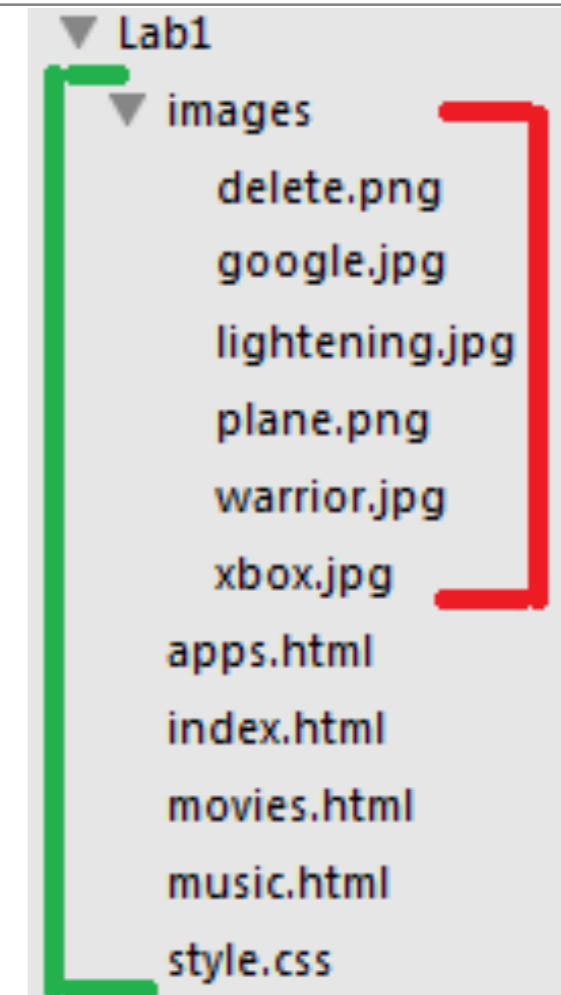 Lab1
images
delete.png
google.jpg
lightening.jpg
plane.png
warrior.jpg
xbox.jpg
apps.html
index.html
movies.html
music.html
style.css